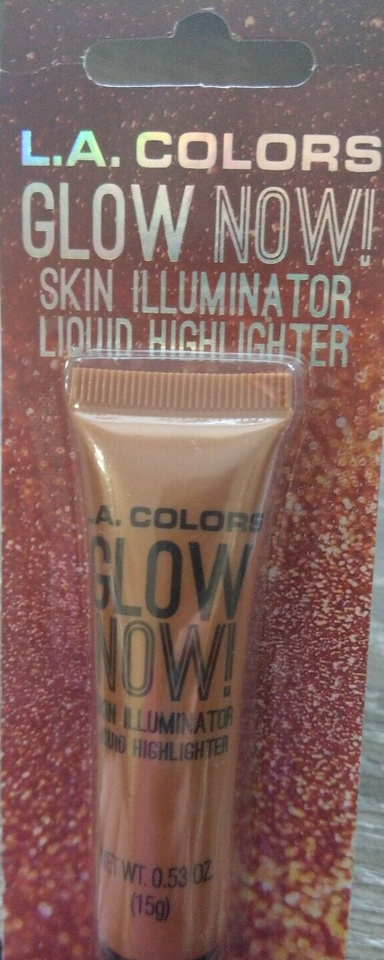 L.A. COLORS
GLOW NOW!
SKIN ILLUMINATOR
LIQUID HIGHLIGHTER
L.A. COLORS
GLOW
NOW!
SKIN ILLUMINATOR
LIQUID HIGHLIGHTER
NET WT. 0.53 OZ.
(15g)